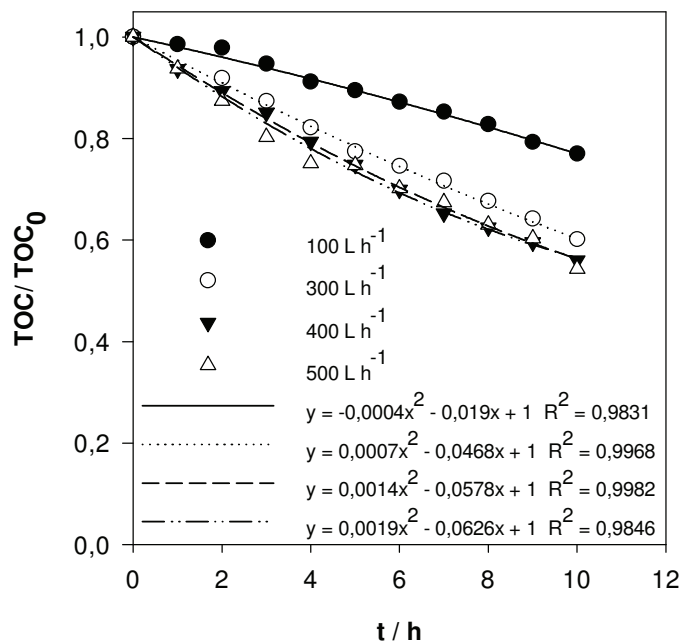 TOC/ TOC0
1,0
0,8
0,6
0,4
0,2
0,0
100 L h-1
300 L h-1
400 L h-1
500 L h-1
y = -0,0004x2 - 0,019x + 1 R2 = 0,9831
y = 0,0007x2 - 0,0468x + 1 R2 = 0,9968
y = 0,0014x2 - 0,0578x + 1 R2 = 0,9982
y = 0,0019x2 - 0,0626x + 1 R2 = 0,9846
0 2 4 6 8 10 12
t / h